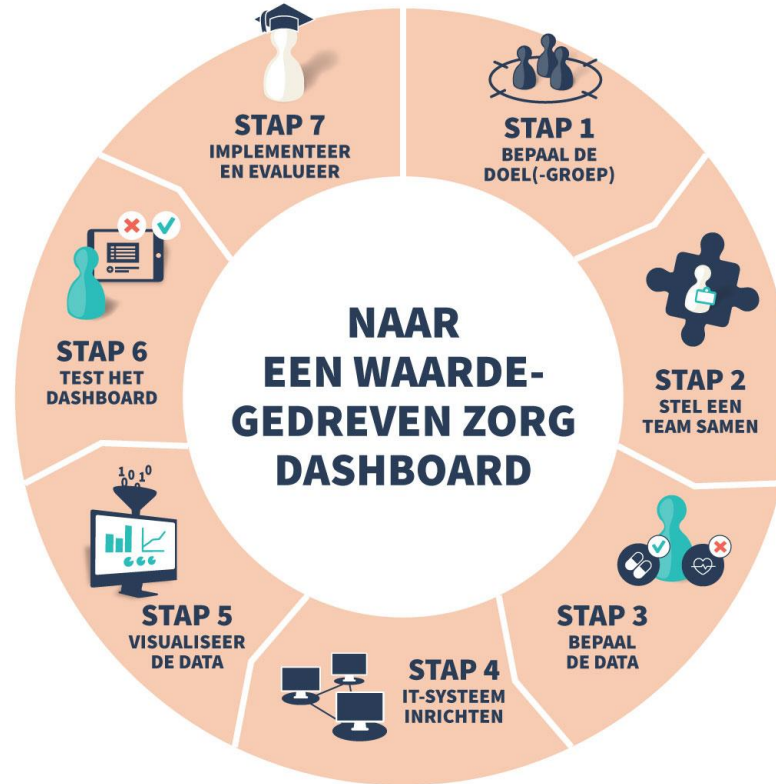 NAAR
EEN WAARDE-
GEDREVEN ZORG
DASHBOARD
STAP 1
BEPAAL DE
DOEL(-GROEP)
STAP 2
STEL EEN
TEAM SAMEN
STAP 3
BEPAAL
DE DATA
STAP 4
IT-SYSTEEM
INRICHTEN
STAP 5
VISUALISEER
DE DATA
STAP 6
TEST HET
DASHBOARD
STAP 7
IMPLEMENTEER
EN EVALUEER